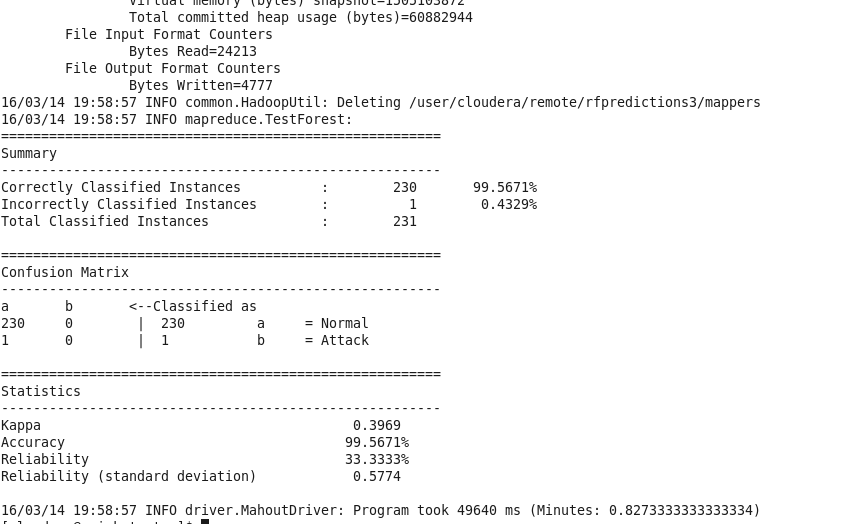 Virtual memory (bytes) snapshot=1505103872
Total committed heap usage (bytes)=60882944
File Input Format Counters
Bytes Read=24213
File Output Format Counters
Bytes Written=4777
16/03/14 19:58:57 INFO common.HadoopUtil: Deleting /user/cloudera/remote/rfpredictions3/mappers
16/03/14 19:58:57 INFO mapreduce.TestForest:
=======================================================
Summary
-------------------------------------------------------
Correctly Classified Instances          :        230       99.5671%
Incorrectly Classified Instances        :          1        0.4329%
Total Classified Instances              :        231
=======================================================
Confusion Matrix
-------------------------------------------------------
a       b       <--Classified as
230     0        |  230         a     = Normal
1       0        |  1           b     = Attack
=======================================================
Statistics
-------------------------------------------------------
Kappa                                       0.3969
Accuracy                                   99.5671%
Reliability                                33.3333%
Reliability (standard deviation)            0.5774
16/03/14 19:58:57 INFO driver.MahoutDriver: Program took 49640 ms (Minutes: 0.8273333333333334)